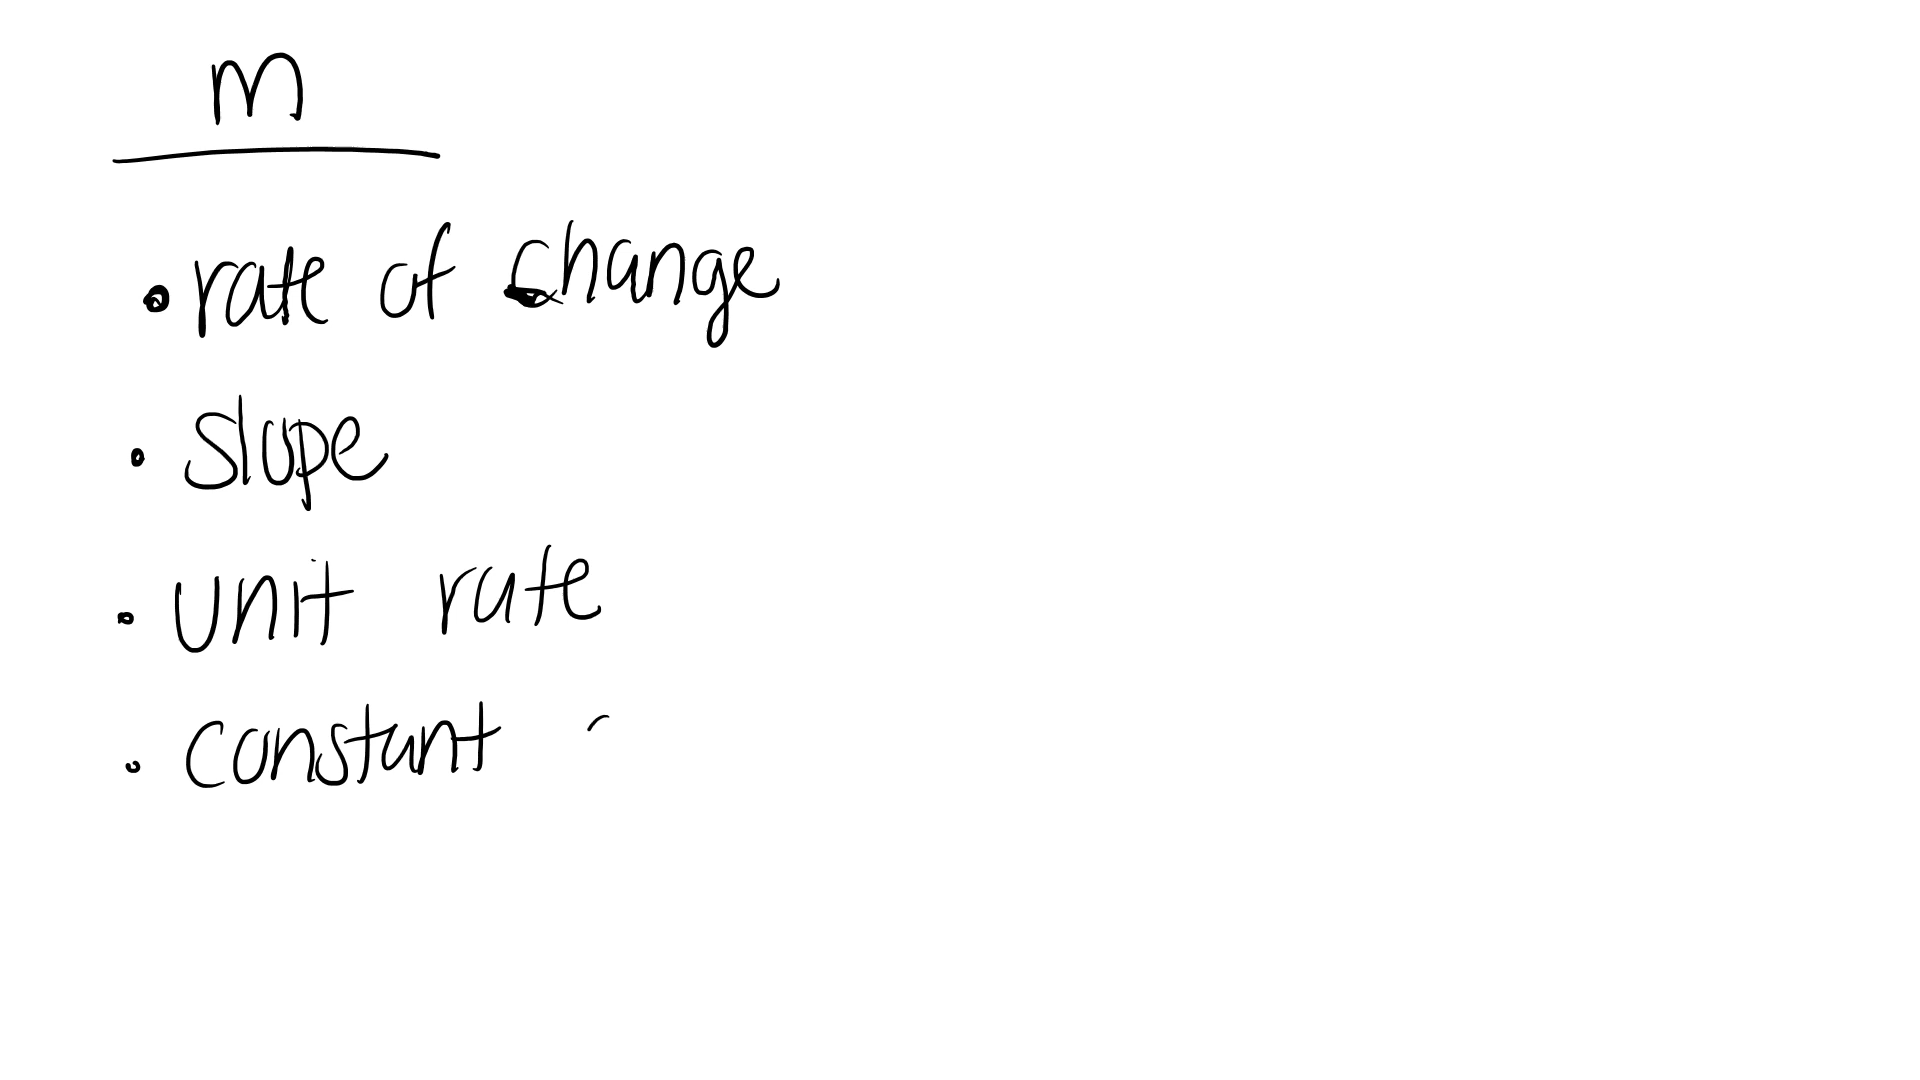 m
• rate of change
• slope
• unit rate
• constant